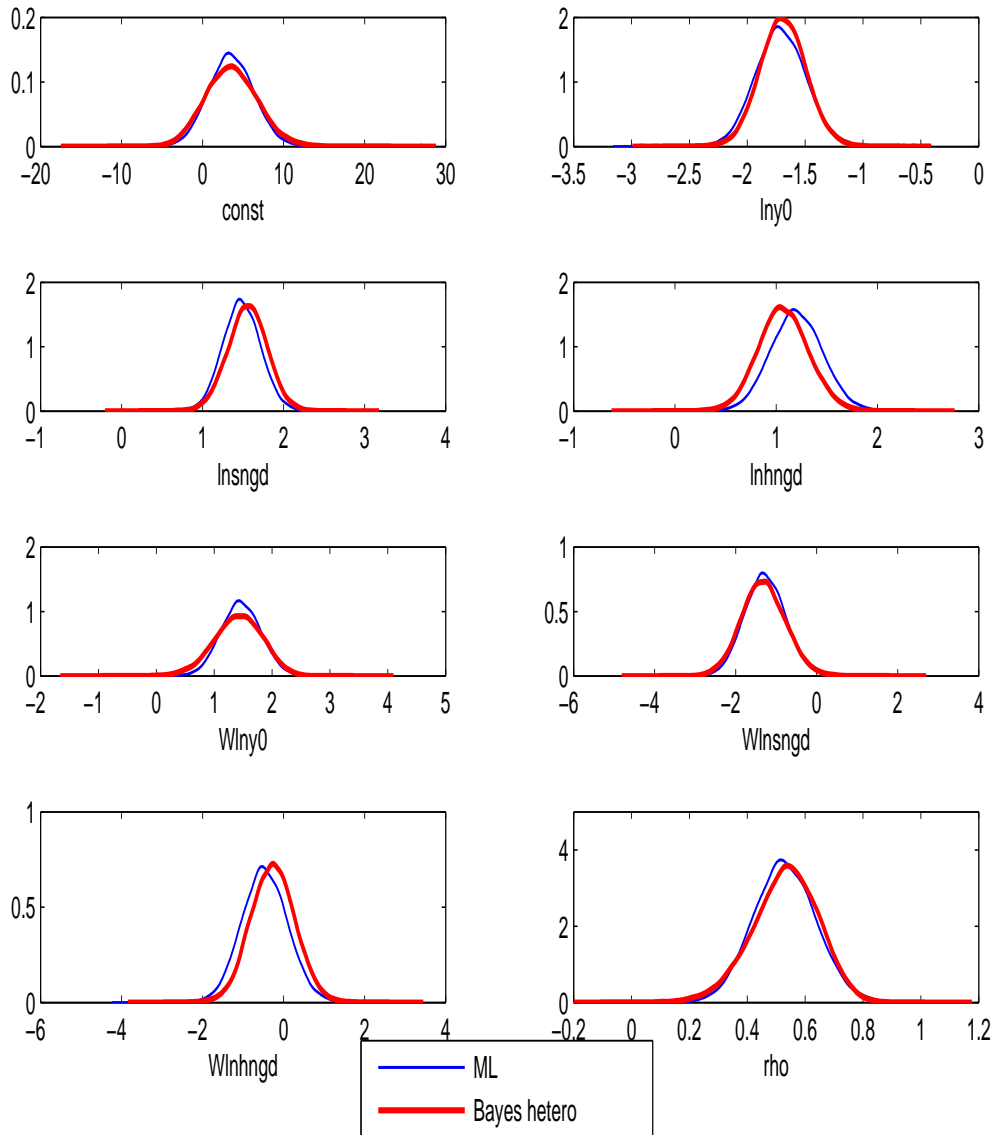 0.2
0.1
0
−20 −10 0 10 20 30
const
2
1
0
−3.5 −3 −2.5 −2 −1.5 −1 −0.5 0
lny0
2
1
0
−1 0 1 2 3 4
lnsngd
2
1
0
−1 0 1 2 3
lnhngd
2
1
0
−2 −1 0 1 2 3 4 5
Wlny0
1
0.5
0
−6 −4 −2 0 2 4
Wlnsngd
1
0.5
0
−6 −4 −2 0 2 4
Wlnhngd
4
2
0
−0.2 0 0.2 0.4 0.6 0.8 1 1.2
rho
ML
Bayes hetero